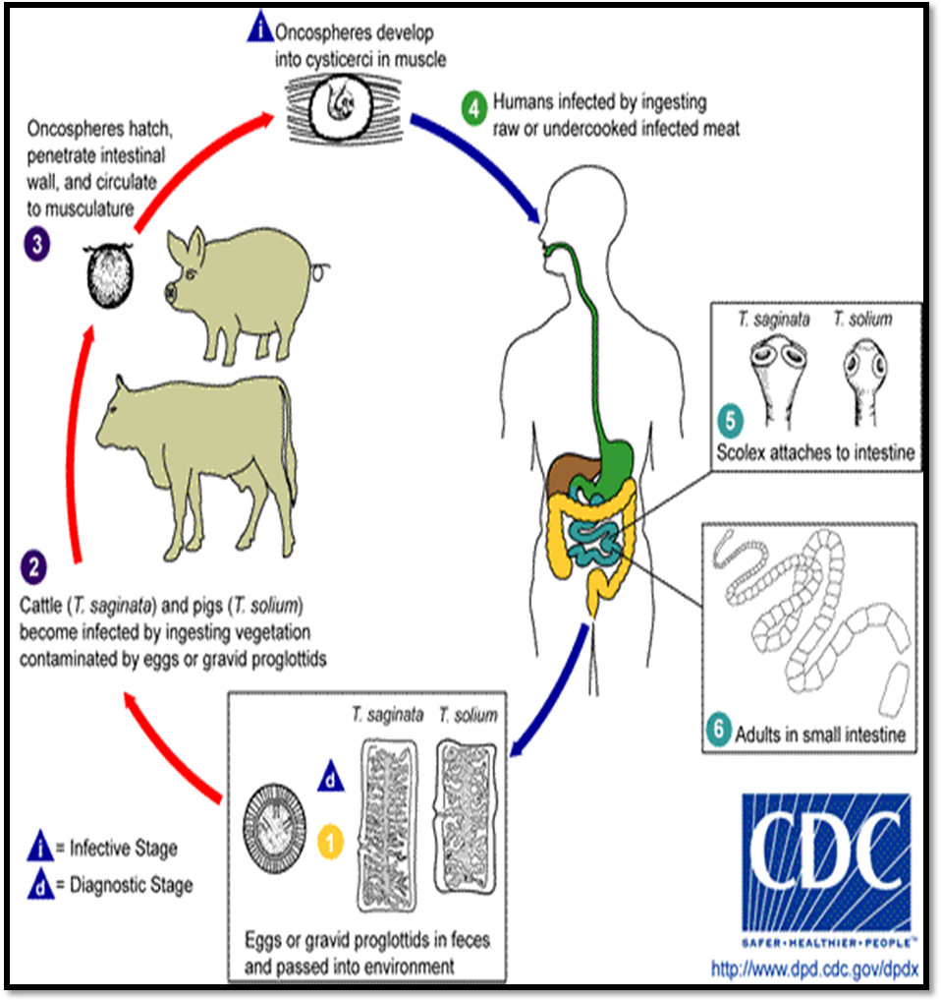 i
Oncospheres develop
into cysticerci in muscle
4
Humans infected by ingesting
raw or undercooked infected meat
Oncospheres hatch,
penetrate intestinal
wall, and circulate
to musculature
3
T. saginata T. solium
5
Scolex attaches to intestine
2
Cattle (T. saginata) and pigs (T. solium)
become infected by ingesting vegetation
contaminated by eggs or gravid proglottids
6 Adults in small intestine
T. saginata T. solium
d
1
Eggs or gravid proglottids in feces
and passed into environment
i = Infective Stage
d = Diagnostic Stage
CDC
SAFER·HEALTHIER·PEOPLE™
http://www.dpd.cdc.gov/dpdx